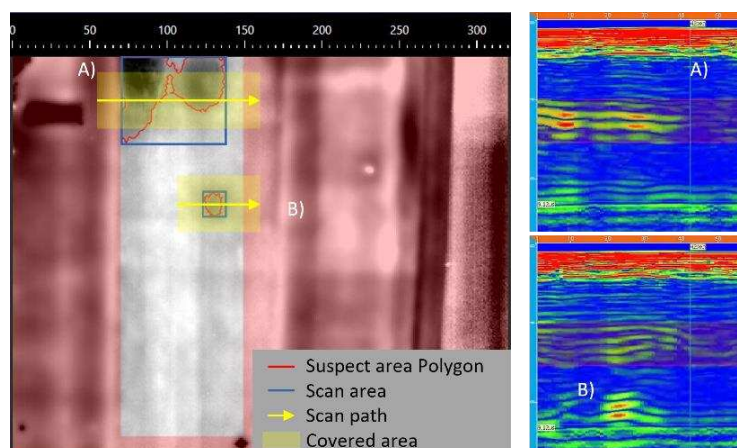 0 50 100 150 200 250 300
A)
B)
Suspect area Polygon
Scan area
Scan path
Covered area
A)
B)